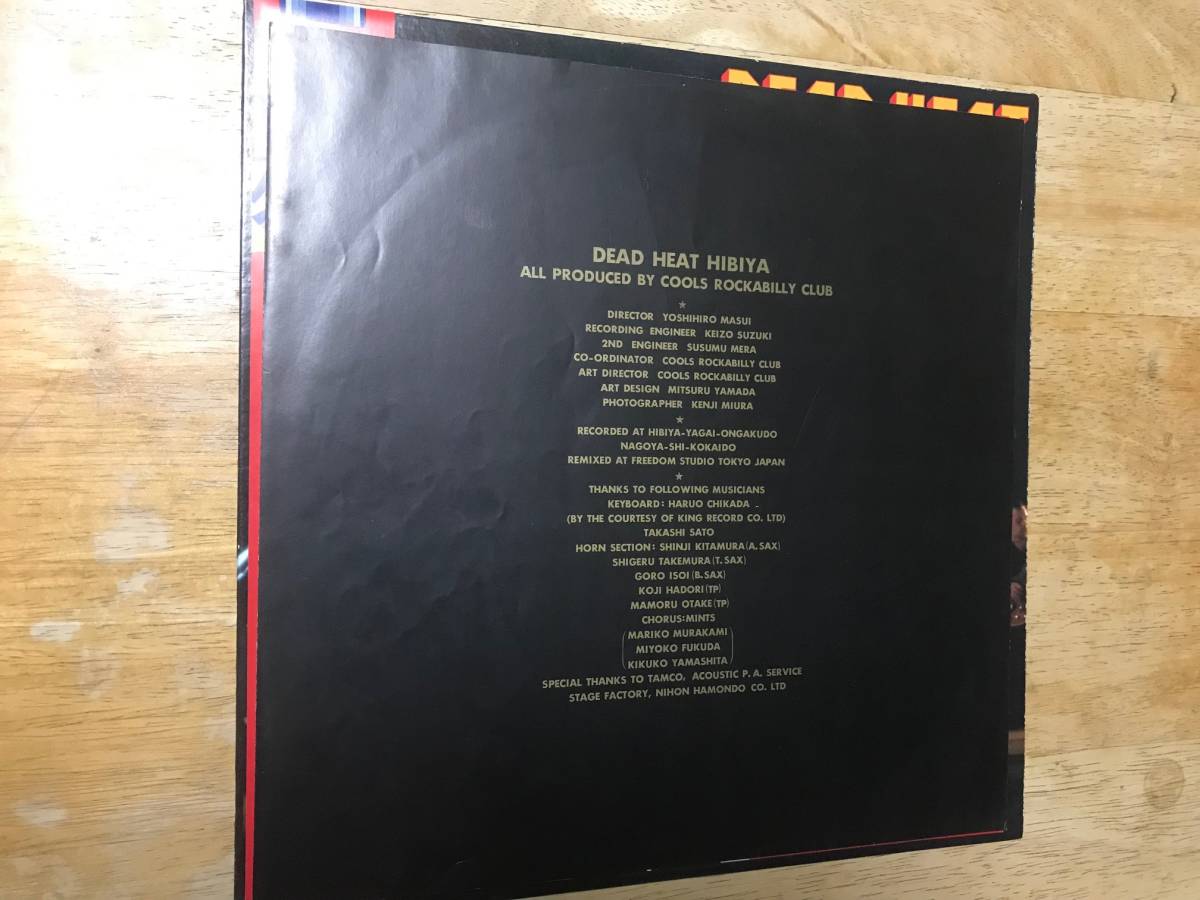 DEAD HEAT
DEAD HEAT HIBIYA
ALL PRODUCED BY COOLS ROCKABILLY CLUB
★
DIRECTOR YOSHIHIRO MASUI
RECORDING ENGINEER KEIZO SUZUKI
2ND ENGINEER SUSUMU MERA
CO-ORDINATOR COOLS ROCKABILLY CLUB
ART DIRECTOR COOLS ROCKABILLY CLUB
ART DESIGN MITSURU YAMADA
PHOTOGRAPHER KENJI MIURA
★
RECORDED AT HIBIYA-YAGAI-ONGAKUDO
NAGOYA-SHI-KOKAIDO
REMIXED AT FREEDOM STUDIO TOKYO JAPAN
★
THANKS TO FOLLOWING MUSICIANS
KEYBOARD: HARUO CHIKADA
(BY THE COURTESY OF KING RECORD CO. LTD)
TAKASHI SATO
HORN SECTION: SHINJI KITAMURA (A. SAX)
SHIGERU TAKEMURA (T. SAX)
GORO ISOI (B. SAX)
KOJI HADORI (TP)
MAMORU OTAKE (TP)
CHORUS: MINTS
(MARIKO MURAKAMI
MIYOKO FUKUDA
KIKUKO YAMASHITA)
SPECIAL THANKS TO TAMCO, ACOUSTIC P. A. SERVICE
STAGE FACTORY, NIHON HAMONDO CO. LTD